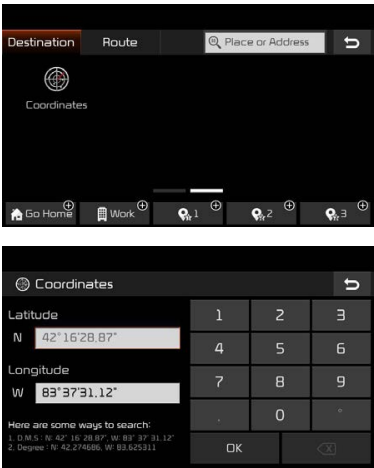 Destination Route Place or Address
Coordinates
Go Home Work 1 2 3
Coordinates
Latitude
N 42°16'28.87"
Longitude
W 83°37'31.12"
Here are some ways to search:
1. D.M.S : N: 42° 16' 28.87", W: 83° 37' 31.12"
2. Degree : N: 42.274686, W: 83.625311
1 2 3
4 5 6
7 8 9
. 0 °
OK